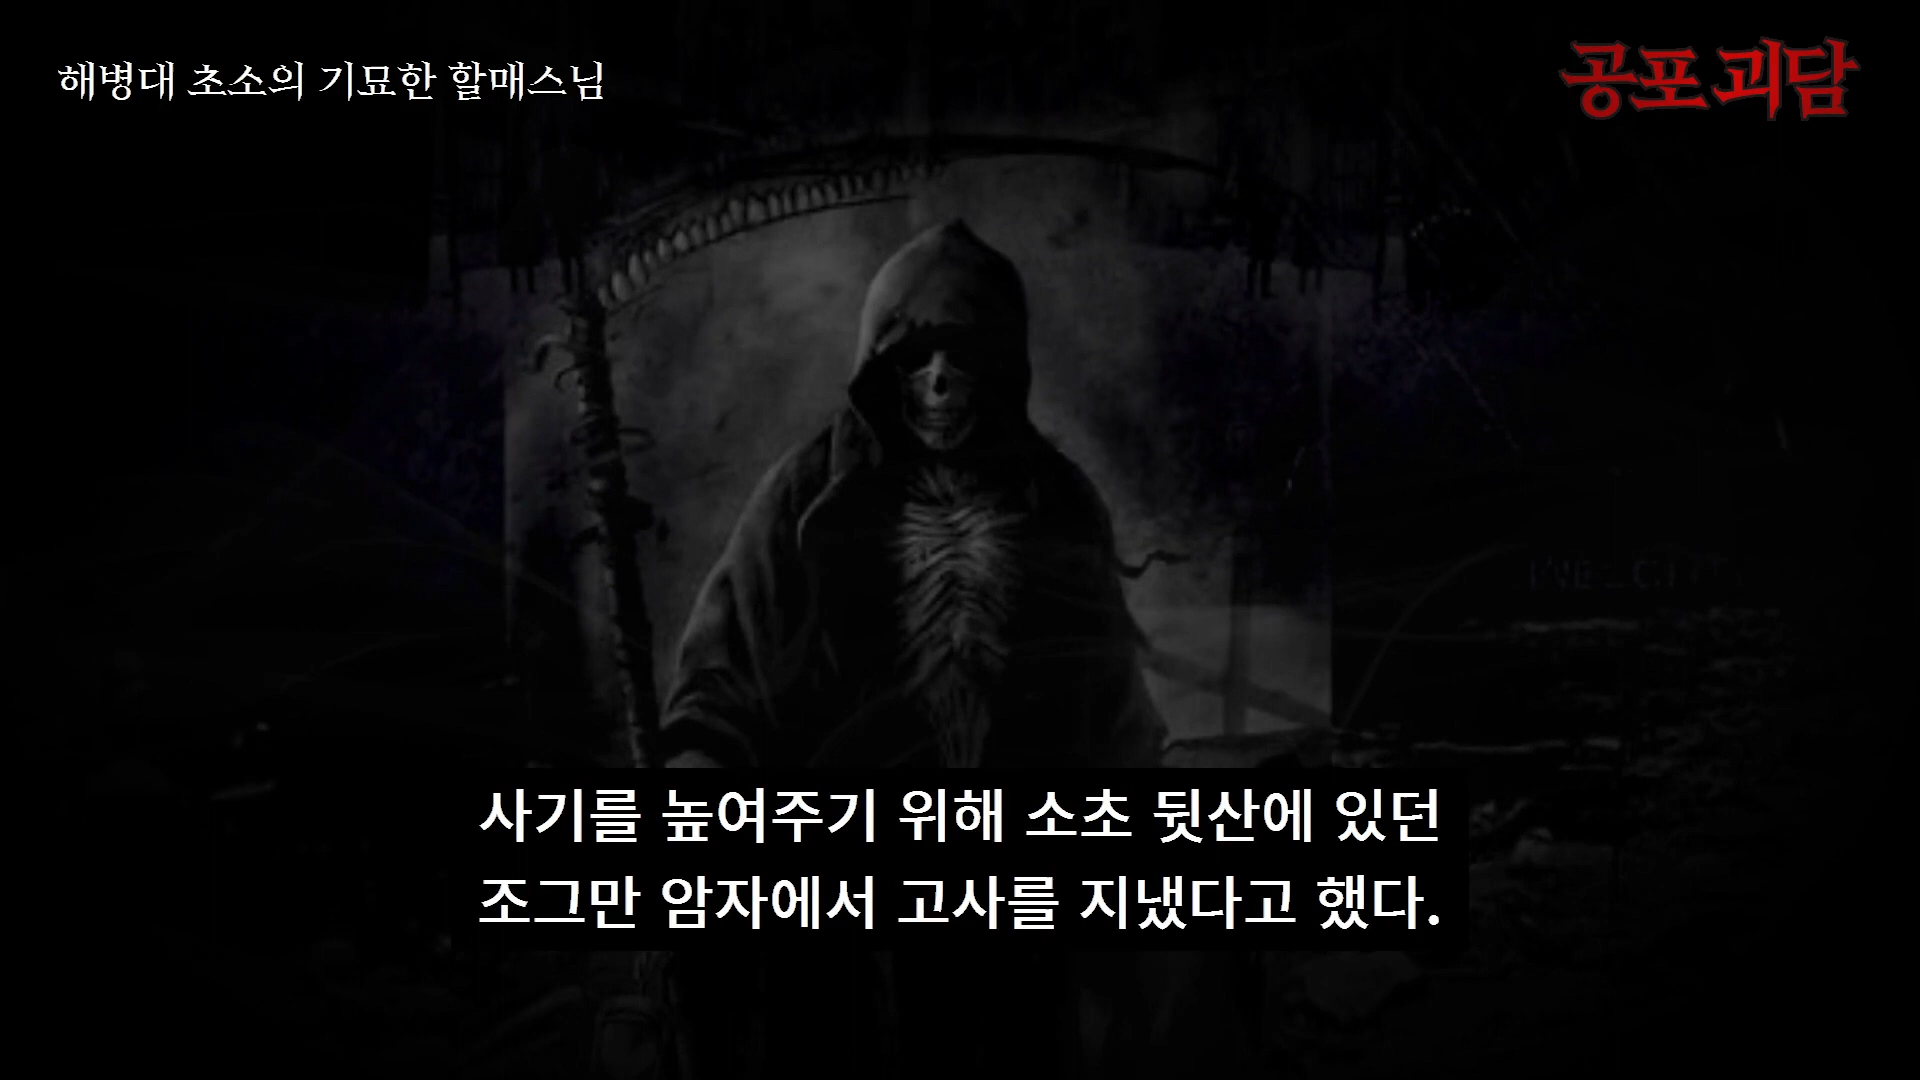 해병대 초소의 기묘한 할매스님
공포 괴담
사기를 높여주기 위해 소초 뒷산에 있던
조그만 암자에서 고사를 지냈다고 했다.